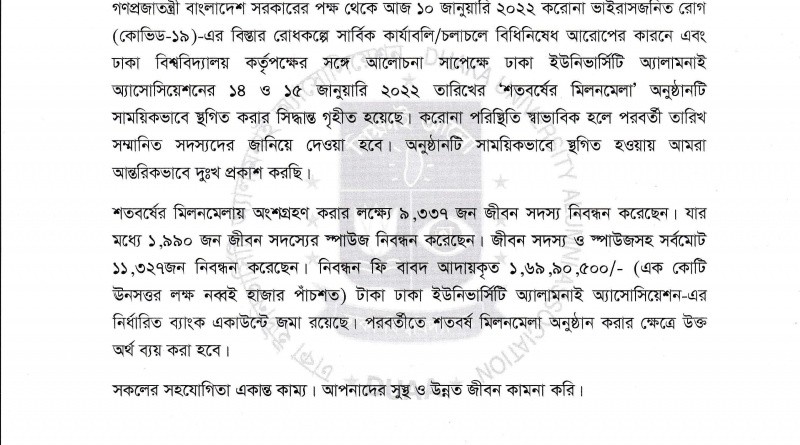 গণপ্রজাতন্ত্রী বাংলাদেশ সরকারের পক্ষ থেকে আজ ১০ জানুয়ারি ২০২২ করোনা ভাইরাসজনিত রোগ
(কোভিড-১৯)-এর বিস্তার রোধকল্পে সার্বিক কার্যাবলি/চলাচলে বিধিনিষেধ আরোপের কারনে এবং
ঢাকা বিশ্ববিদ্যালয় কর্তৃপক্ষের সঙ্গে আলোচনা সাপেক্ষে ঢাকা ইউনিভার্সিটি অ্যালামনাই
অ্যাসোসিয়েশনের ১৪ ও ১৫ জানুয়ারি ২০২২ তারিখের ‘শতবর্ষের মিলনমেলা’ অনুষ্ঠানটি
সাময়িকভাবে স্থগিত করার সিদ্ধান্ত গৃহীত হয়েছে। করোনা পরিস্থিতি স্বাভাবিক হলে পরবর্তী তারিখ
সম্মানিত সদস্যদের জানিয়ে দেওয়া হবে। অনুষ্ঠানটি সাময়িকভাবে স্থগিত হওয়ায় আমরা
আন্তরিকভাবে দুঃখ প্রকাশ করছি।
শতবর্ষের মিলনমেলায় অংশগ্রহণ করার লক্ষ্যে ৯,৩৩৭ জন জীবন সদস্য নিবন্ধন করেছেন। যার
মধ্যে ১,৯৯০ জন জীবন সদস্যের স্পাউজ নিবন্ধন করেছেন। জীবন সদস্য ও স্পাউজসহ সর্বমোট
১১,৩২৭জন নিবন্ধন করেছেন। নিবন্ধন ফি বাবদ আদায়কৃত ১,৬৯,৯০,৫০০/- (এক কোটি
ঊনসত্তর লক্ষ নব্বই হাজার পাঁচশত) টাকা ঢাকা ইউনিভার্সিটি অ্যালামনাই অ্যাসোসিয়েশন-এর
নির্ধারিত ব্যাংক একাউন্টে জমা রয়েছে। পরবর্তীতে শতবর্ষ মিলনমেলা অনুষ্ঠান করার ক্ষেত্রে উক্ত
অর্থ ব্যয় করা হবে।
সকলের সহযোগিতা একান্ত কাম্য। আপনাদের সুস্থ ও উন্নত জীবন কামনা করি।
DHAKA UNIVERSITY ALUMNI ASSOCIATION